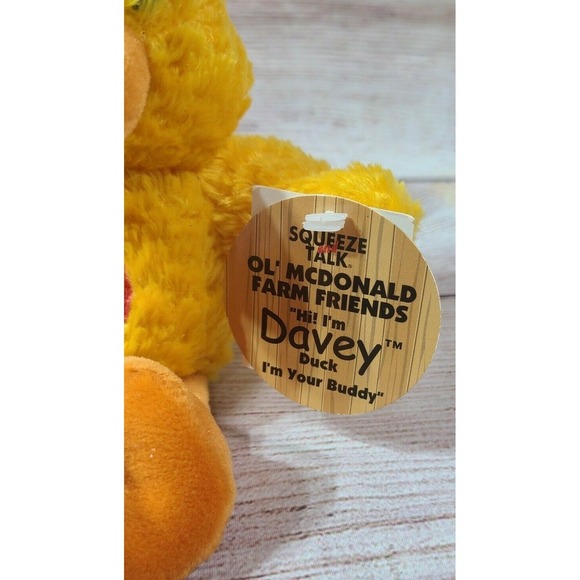 SQUEEZE
TALK®
OL' MCDONALD
FARM FRIENDS
"Hi! I'm
Davey™
Duck
I'm Your Buddy"